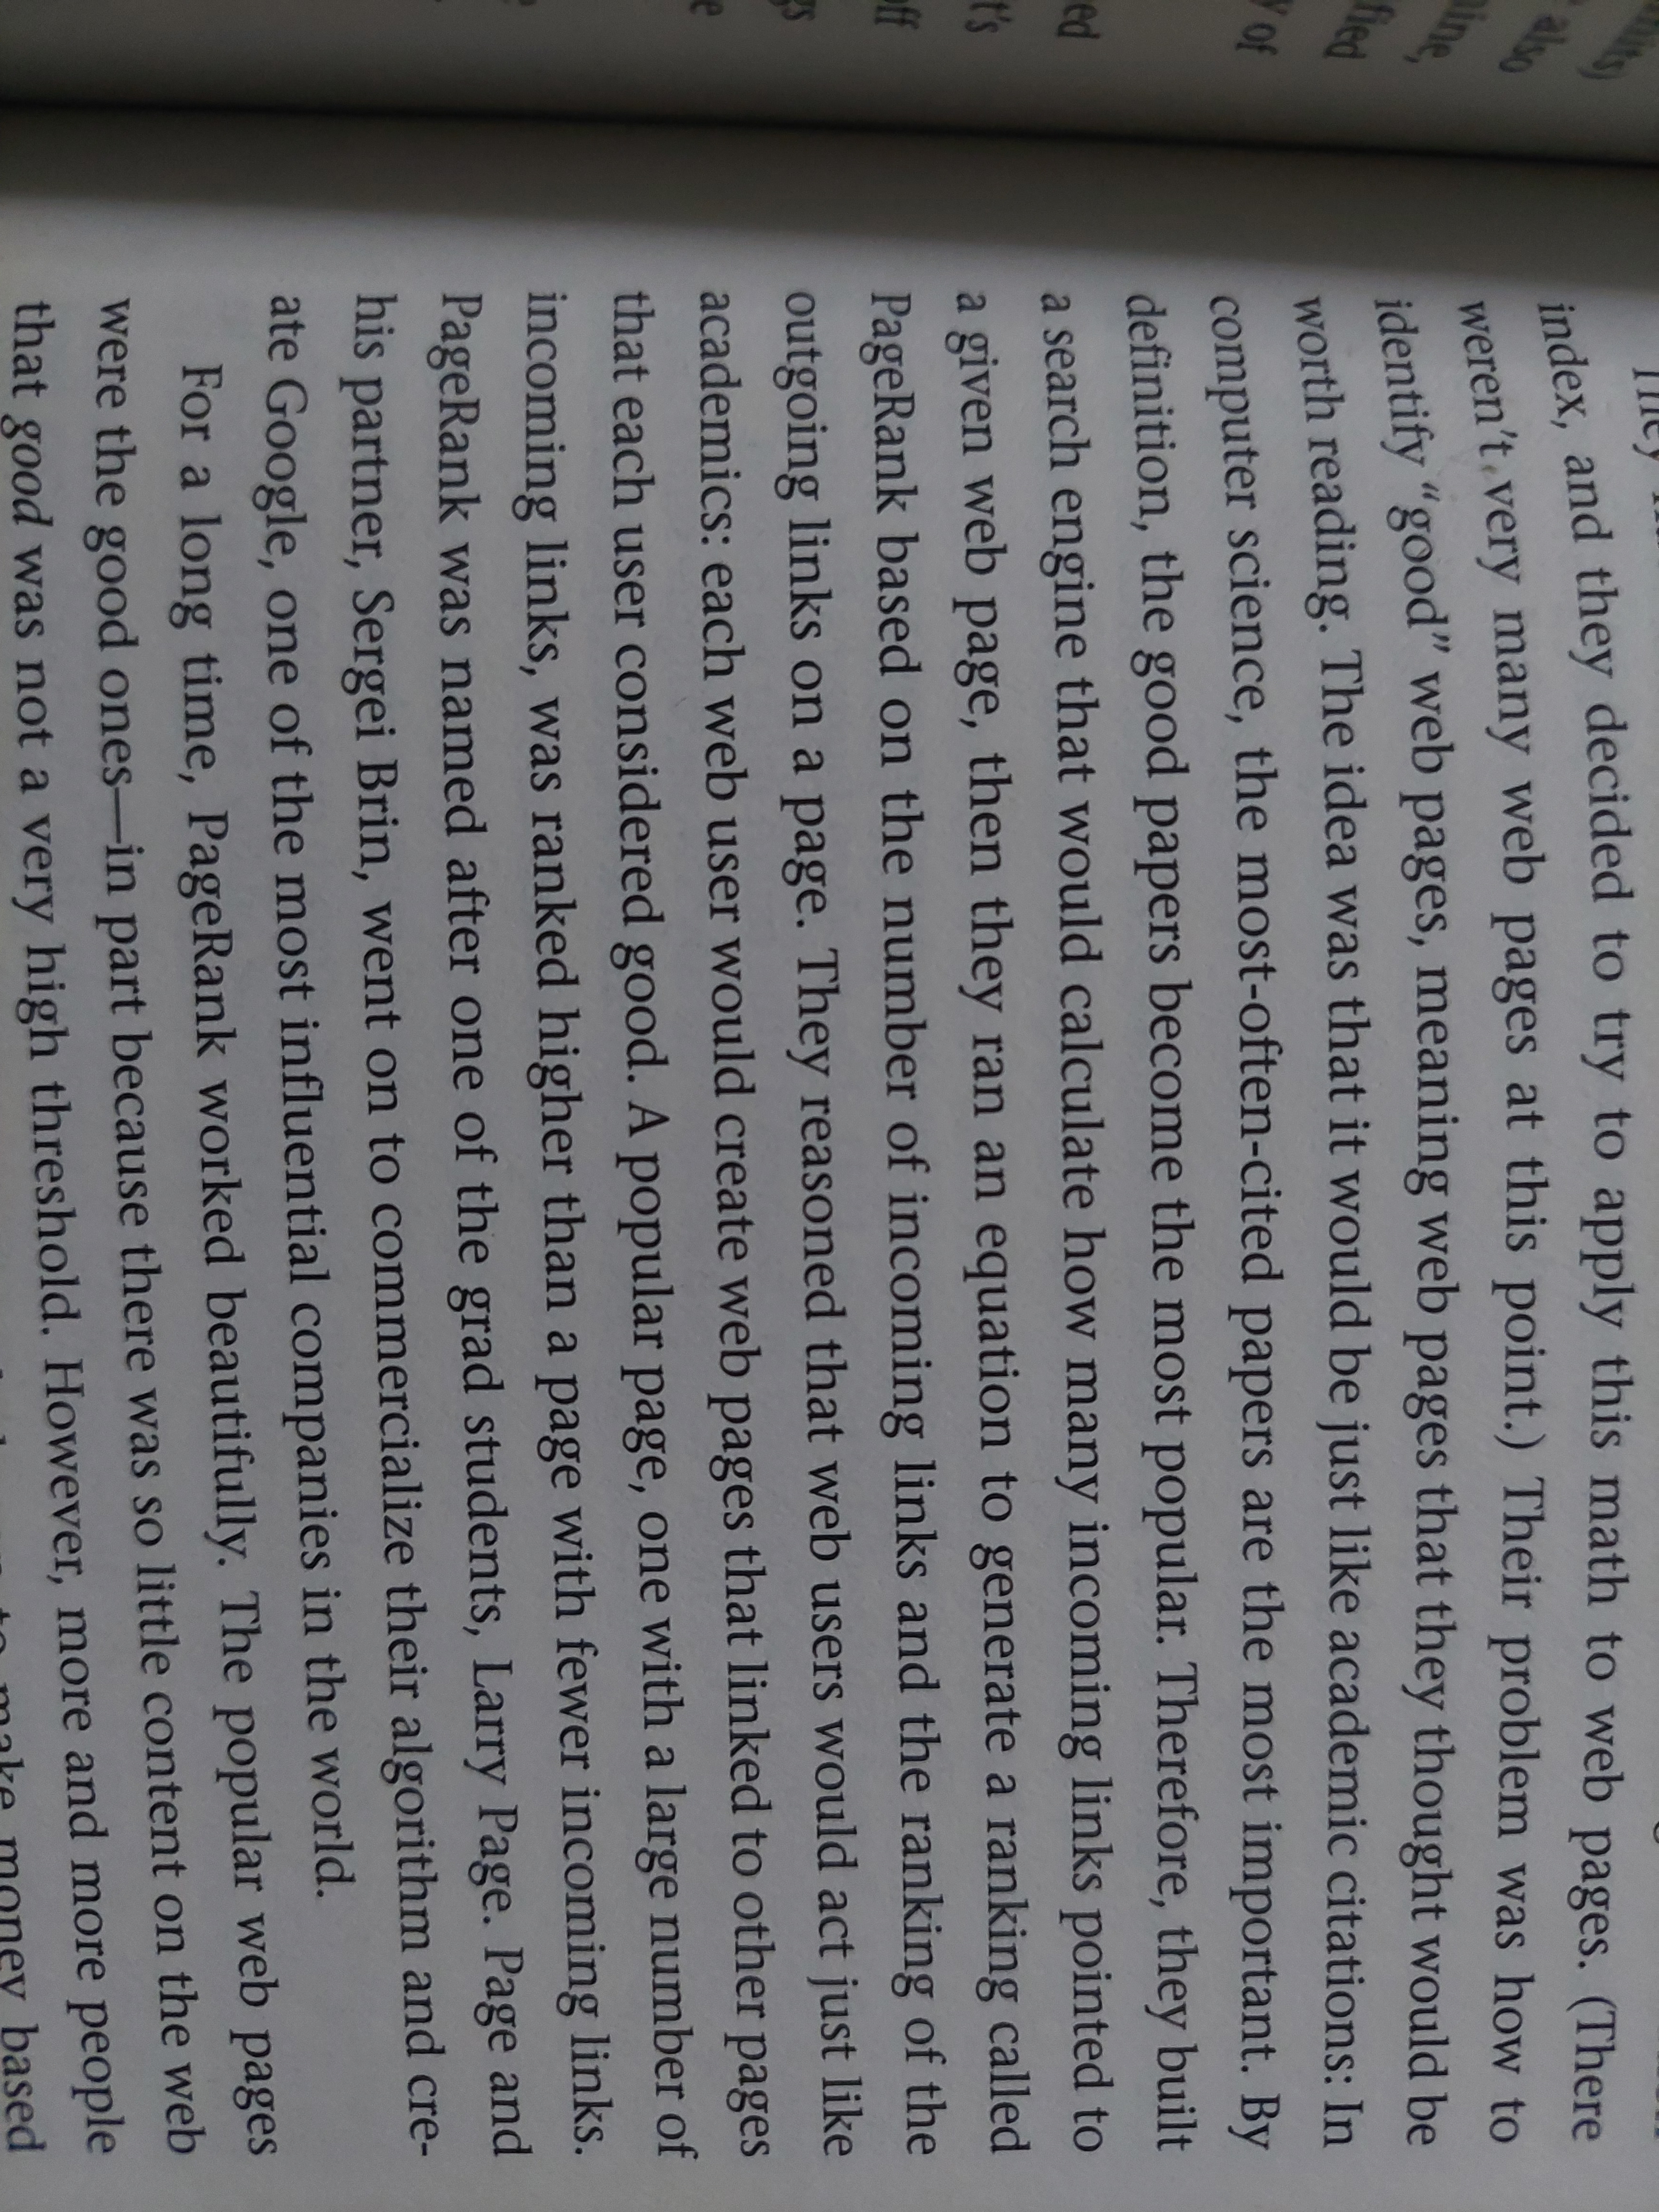 index, and they decided to try to apply this math to web pages. (There
weren't very many web pages at this point.) Their problem was how to
identify “good” web pages, meaning web pages that they thought would be
worth reading. The idea was that it would be just like academic citations: In
computer science, the most-often-cited papers are the most important. By
definition, the good papers become the most popular. Therefore, they built
a search engine that would calculate how many incoming links pointed to
a given web page, then they ran an equation to generate a ranking called
PageRank based on the number of incoming links and the ranking of the
outgoing links on a page. They reasoned that web users would act just like
academics: each web user would create web pages that linked to other pages
that each user considered good. A popular page, one with a large number of
incoming links, was ranked higher than a page with fewer incoming links.
PageRank was named after one of the grad students, Larry Page. Page and
his partner, Sergei Brin, went on to commercialize their algorithm and cre-
ate Google, one of the most influential companies in the world.
For a long time, PageRank worked beautifully. The popular web pages
were the good ones—in part because there was so little content on the web
that good was not a very high threshold. However, more and more people
make money based
also
of